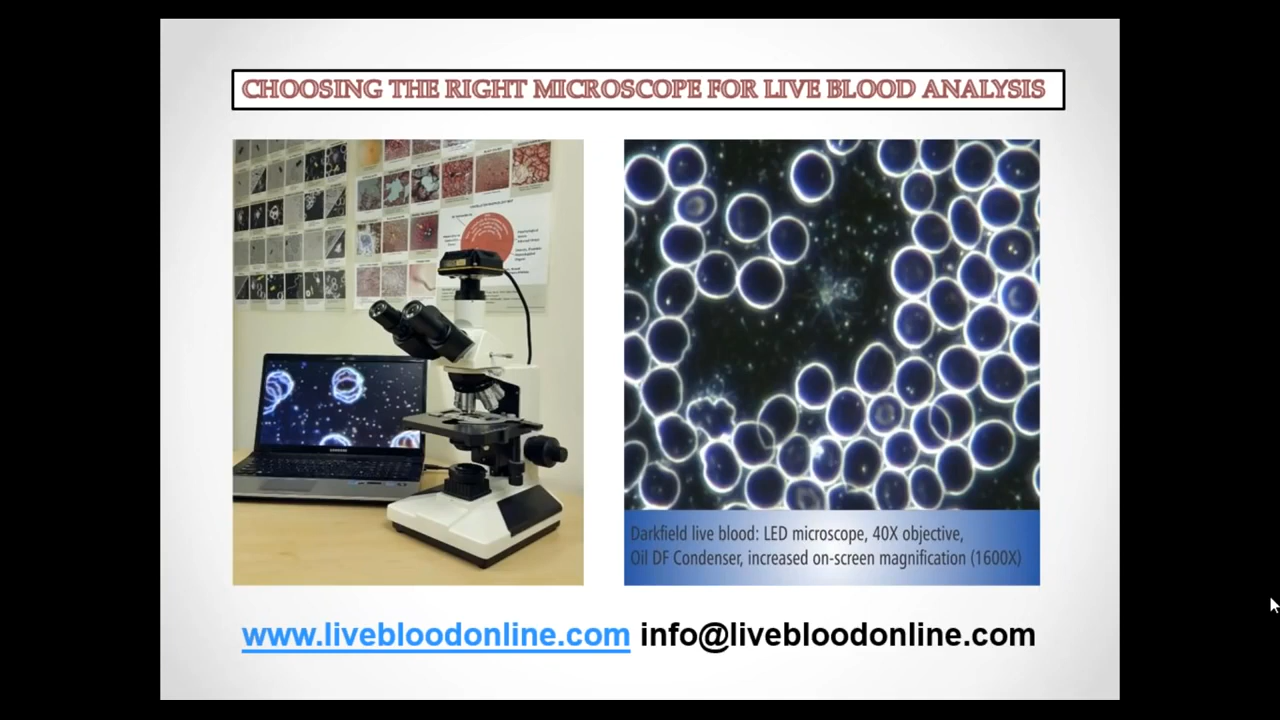 CHOOSING THE RIGHT MICROSCOPE FOR LIVE BLOOD ANALYSIS
SAMSUNG
Darkfield live blood: LED microscope, 40X objective,
Oil DF Condenser, increased on-screen magnification (1600X)
www.livebloodonline.com info@livebloodonline.com